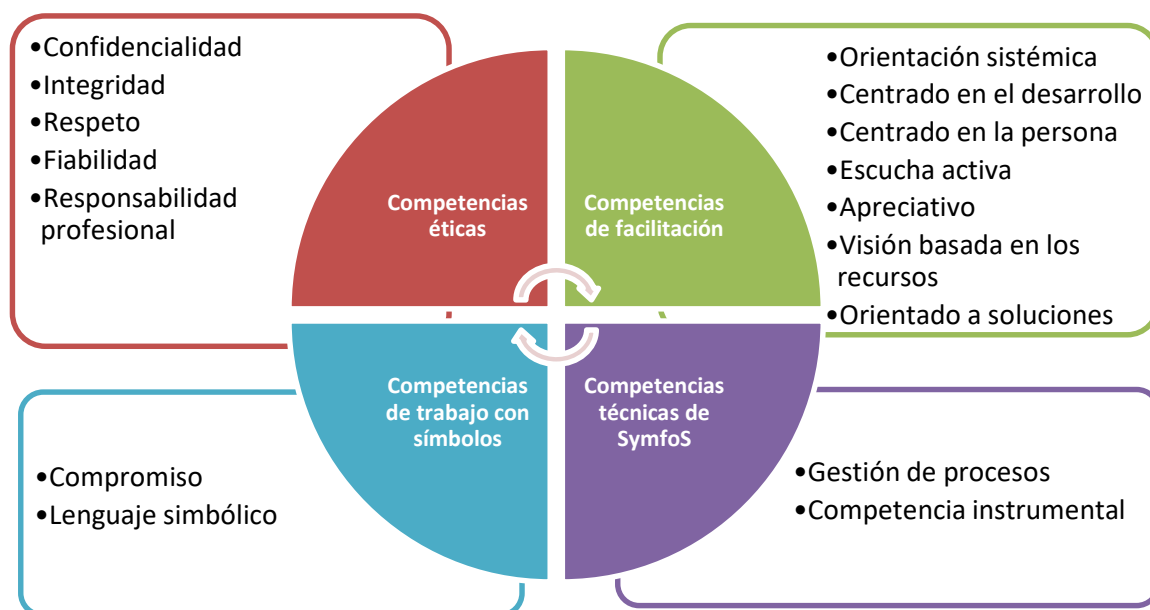 •Confidencialidad
•Integridad
•Respeto
•Fiabilidad
•Responsabilidad
profesional
•Orientación sistémica
•Centrado en el desarrollo
•Centrado en la persona
•Escucha activa
•Apreciativo
•Visión basada en los
recursos
•Orientado a soluciones
Competencias
éticas
Competencias
de facilitación
Competencias
de trabajo con
símbolos
Competencias
técnicas de
SymfoS
•Compromiso
•Lenguaje simbólico
•Gestión de procesos
•Competencia instrumental